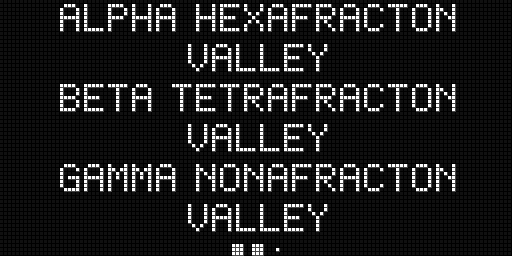 ALPHA HEXAFRACTON
VALLEY
BETA TETRAFRACTON
VALLEY
GAMMA NONAFRACTON
VALLEY